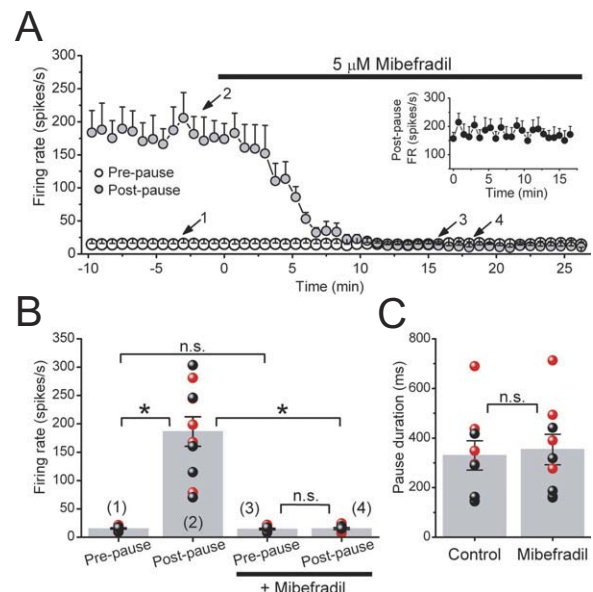 A
Firing rate (spikes/s)
300
250
200
150
100
50
0
5 μM Mibefradil
2
Pre-pause
Post-pause
1
3
4
-10
-5
0
5
10
15
20
25
Time (min)
Post-pause
FR (spikes/s)
300
200
100
0
5
10
15
Time (min)
B
Firing rate (spikes/s)
350
300
250
200
150
100
50
0
n.s.
*
*
n.s.
(1)
(2)
(3)
(4)
Pre-pause
Post-pause
Pre-pause
Post-pause
+ Mibefradil
C
Pause duration (ms)
800
600
400
200
0
n.s.
Control
Mibefradil